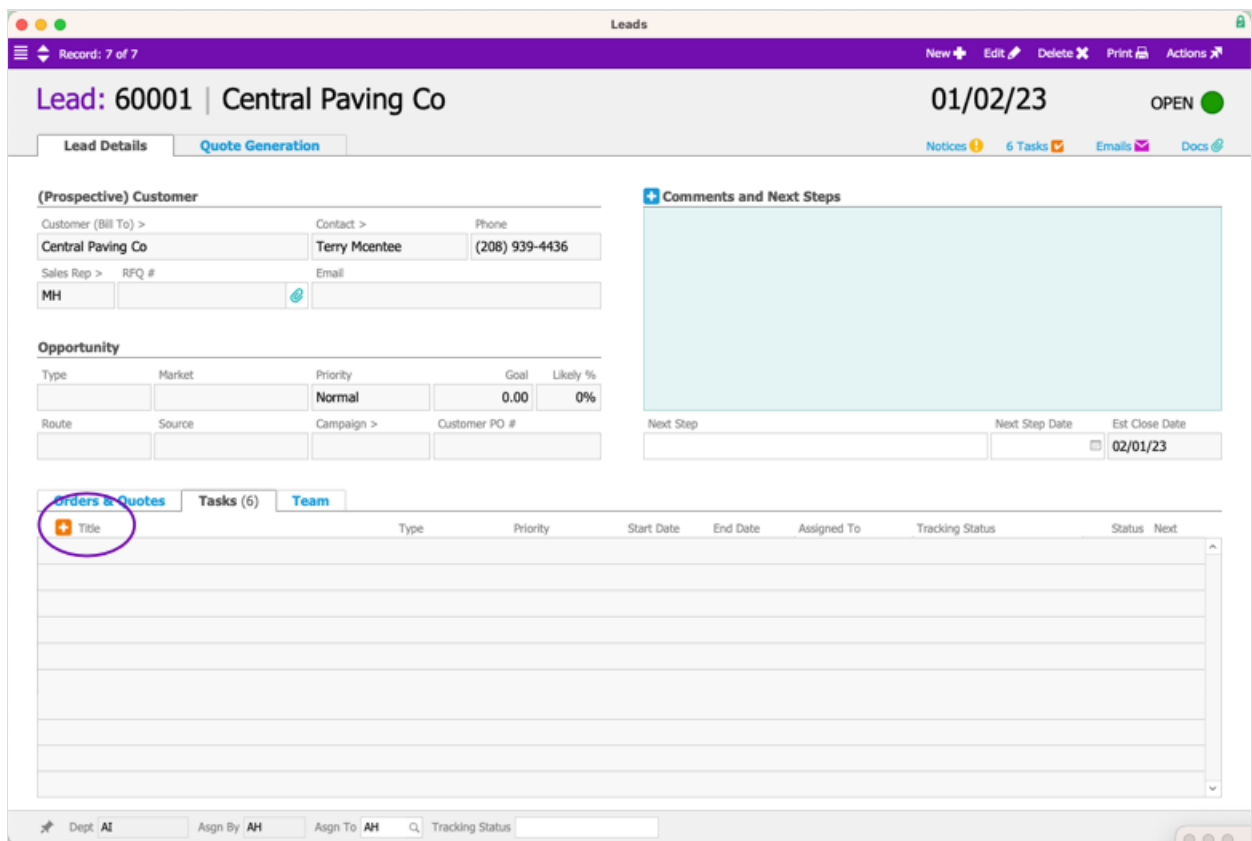 Leads
Record: 7 of 7 New Edit Delete Print Actions
Lead: 60001 | Central Paving Co 01/02/23 OPEN
Lead Details Quote Generation Notices 6 Tasks Emails Docs
(Prospective) Customer Comments and Next Steps
Customer (Bill To) > Contact > Phone
Central Paving Co Terry Mcentee (208) 939-4436
Sales Rep > RFQ # Email
MH
Opportunity
Type Market Priority Goal Likely %
Normal 0.00 0%
Route Source Campaign > Customer PO # Next Step Next Step Date Est Close Date
02/01/23
Orders & Quotes Tasks (6) Team
Title Type Priority Start Date End Date Assigned To Tracking Status Status Next
Dept AI Asgn By AH Asgn To AH Tracking Status